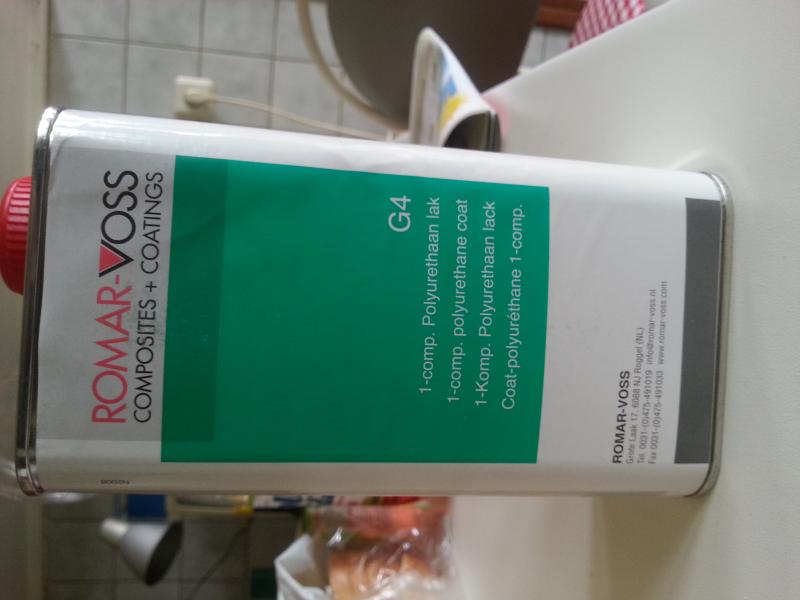 ROMAR-VOSS
COMPOSITES + COATINGS
G4
1-comp. Polyurethaan lak
1-comp. polyurethane coat
1-Komp. Polyurethaan lack
Coat-polyuréthane 1-comp.
ROMAR-VOSS
Grote Laak 17, 6088 NJ Roggel (NL)
Tel. 0031-(0)475-491019 info@romar-voss.nl
Fax 0031-(0)475-491033 www.romar-voss.com